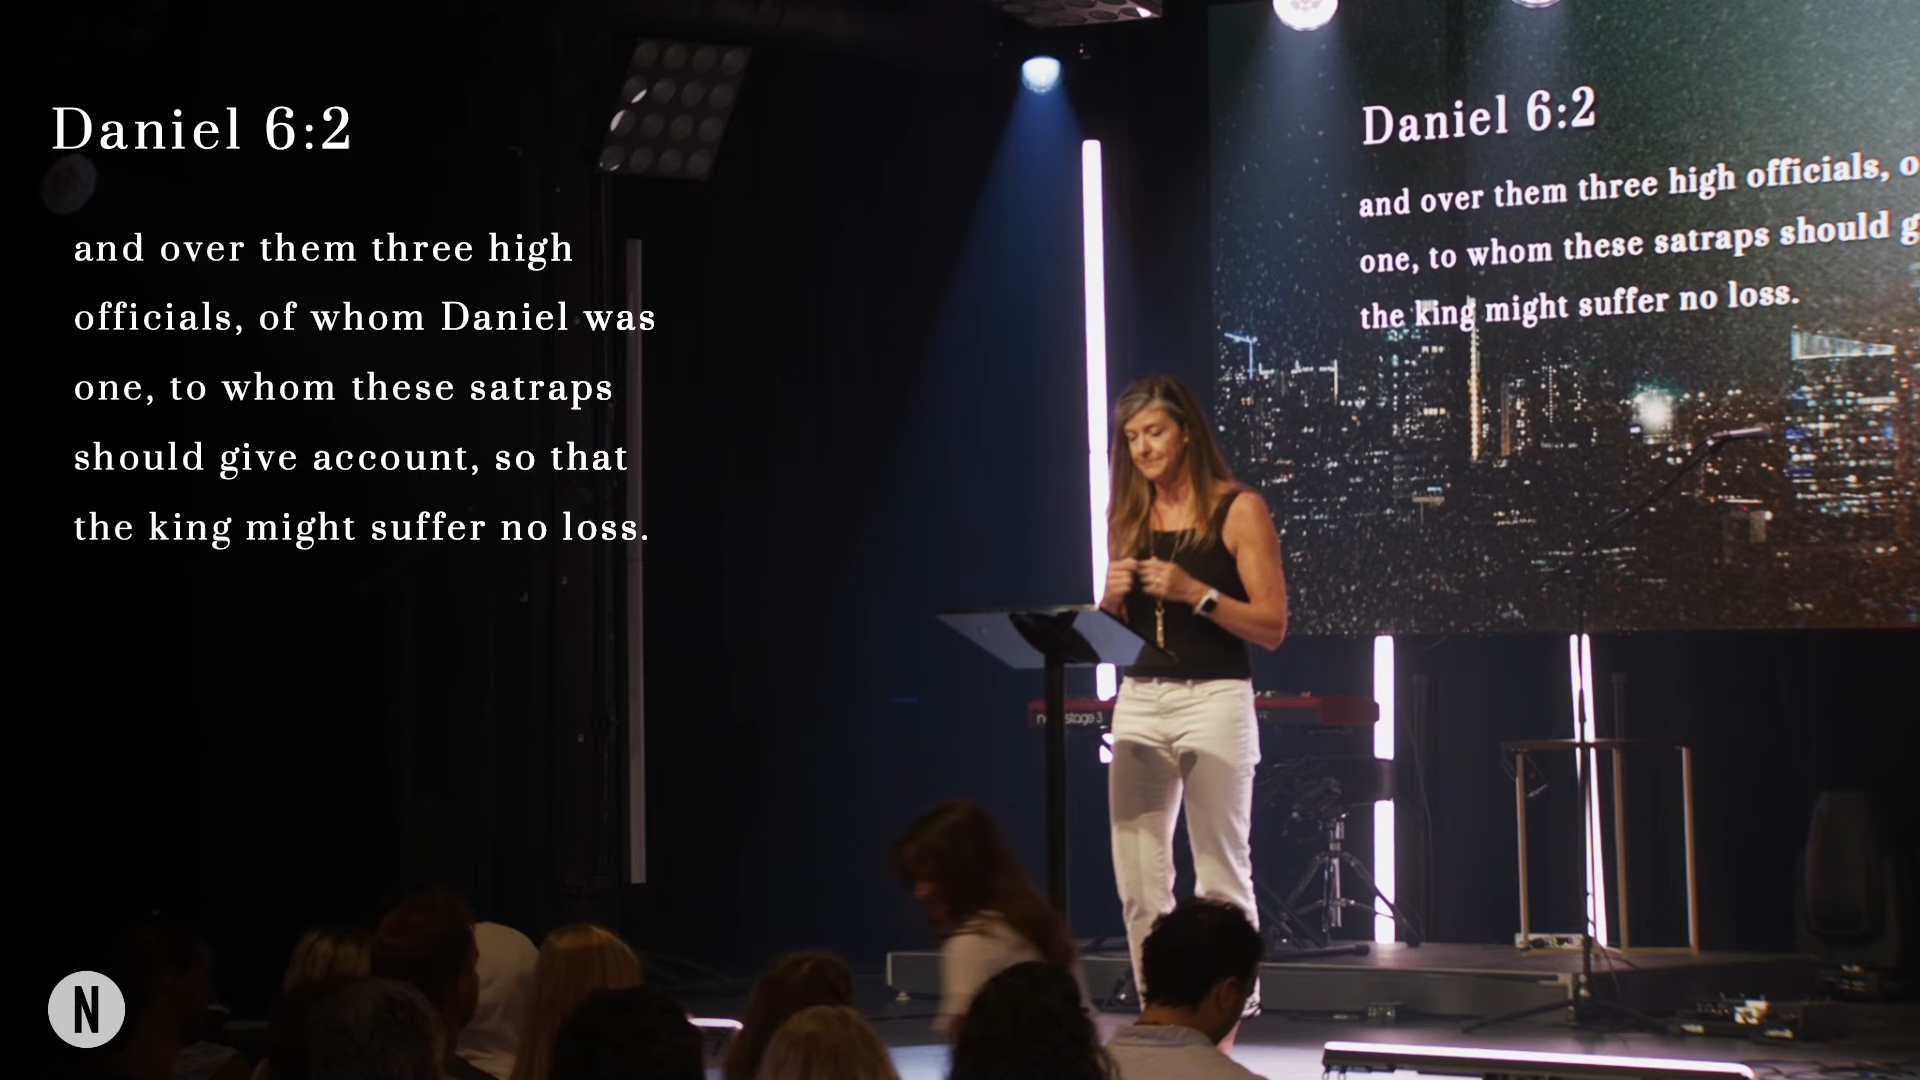 Daniel 6:2
and over them three high
officials, of whom Daniel was
one, to whom these satraps
should give account, so that
the king might suffer no loss.
Daniel 6:2
and over them three high officials, o
one, to whom these satraps should g
the king might suffer no loss.
stage 3
N